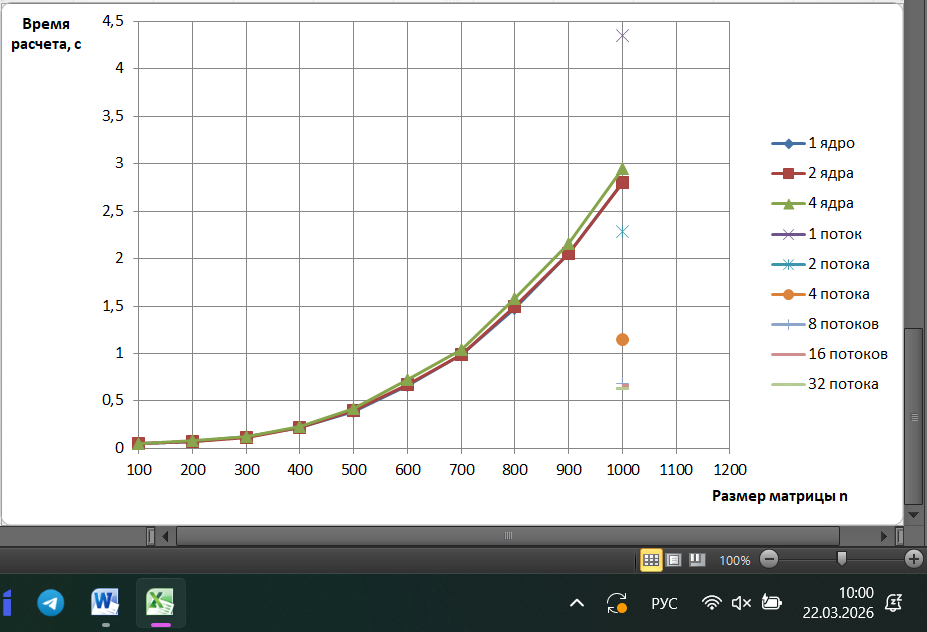 Время
расчета, с
4,5
4
3,5
3
2,5
2
1,5
1
0,5
0
100 200 300 400 500 600 700 800 900 1000 1100 1200
Размер матрицы n
1 ядро
2 ядра
4 ядра
1 поток
2 потока
4 потока
8 потоков
16 потоков
32 потока
100%
W
X
РУС
10:00
22.03.2026